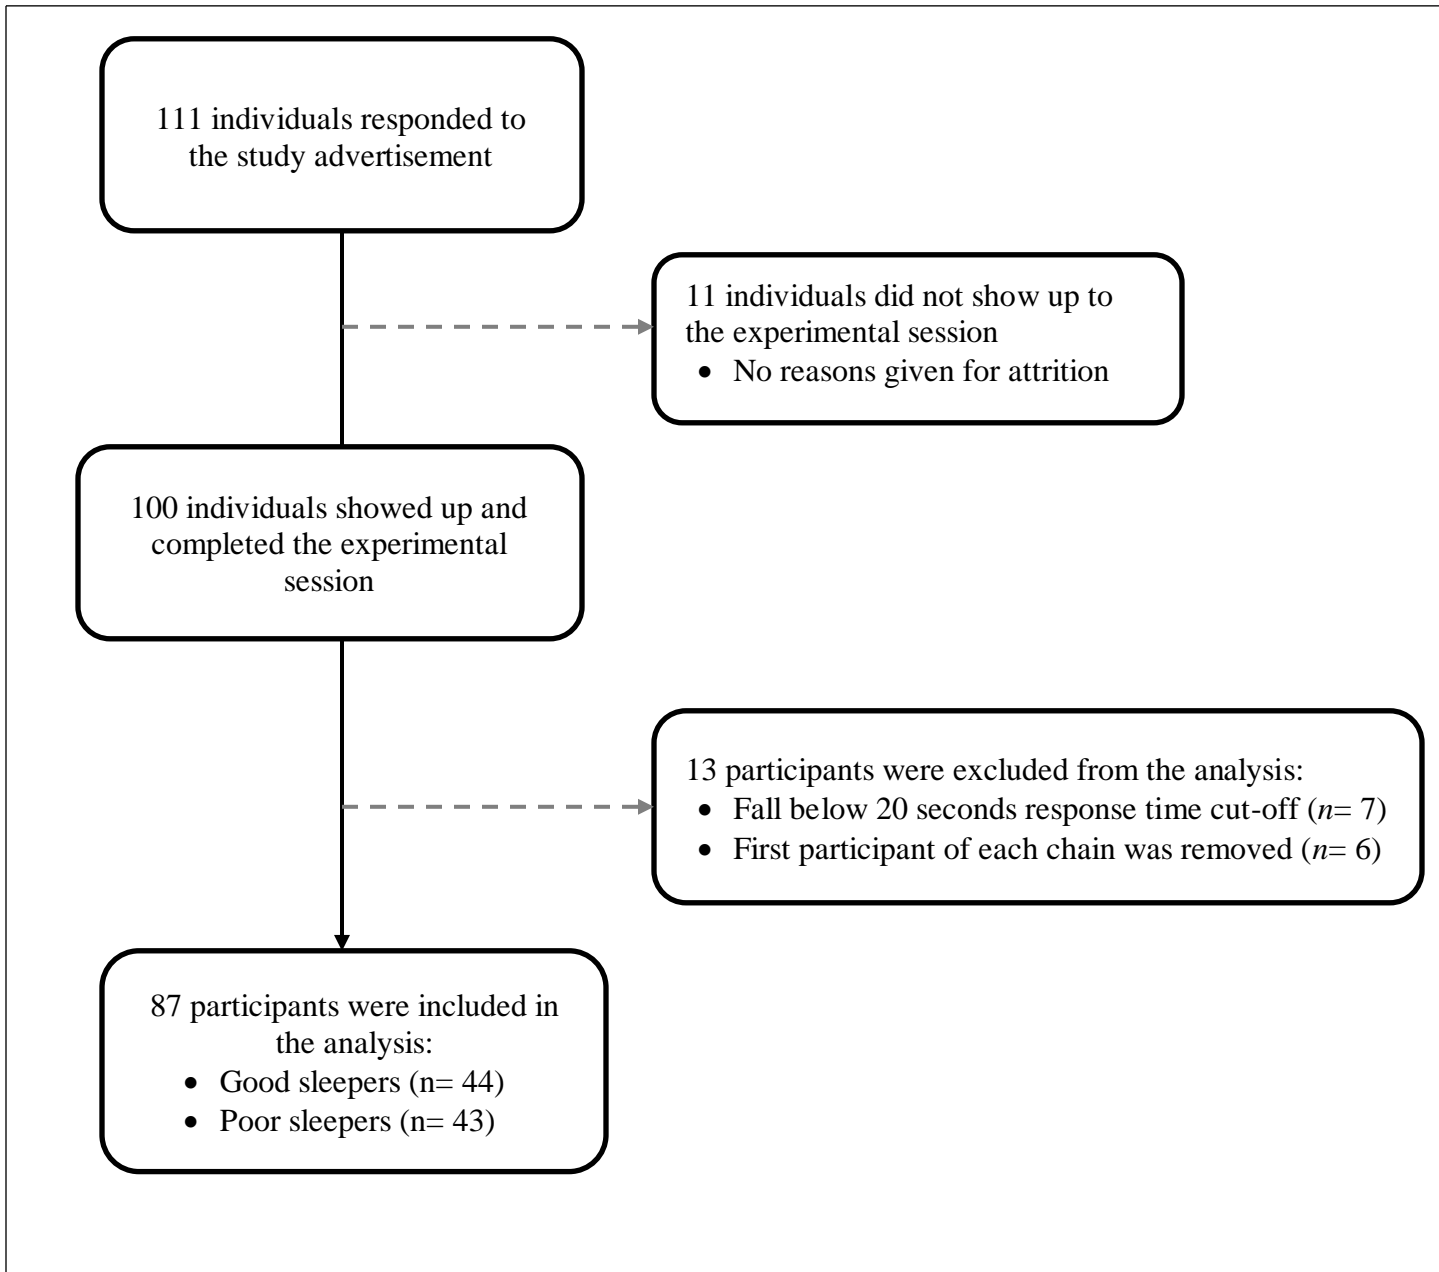 111 individuals responded to
the study advertisement
11 individuals did not show up to
the experimental session
• No reasons given for attrition
100 individuals showed up and
completed the experimental
session
13 participants were excluded from the analysis:
• Fall below 20 seconds response time cut-off (n= 7)
• First participant of each chain was removed (n= 6)
87 participants were included in
the analysis:
• Good sleepers (n= 44)
• Poor sleepers (n= 43)